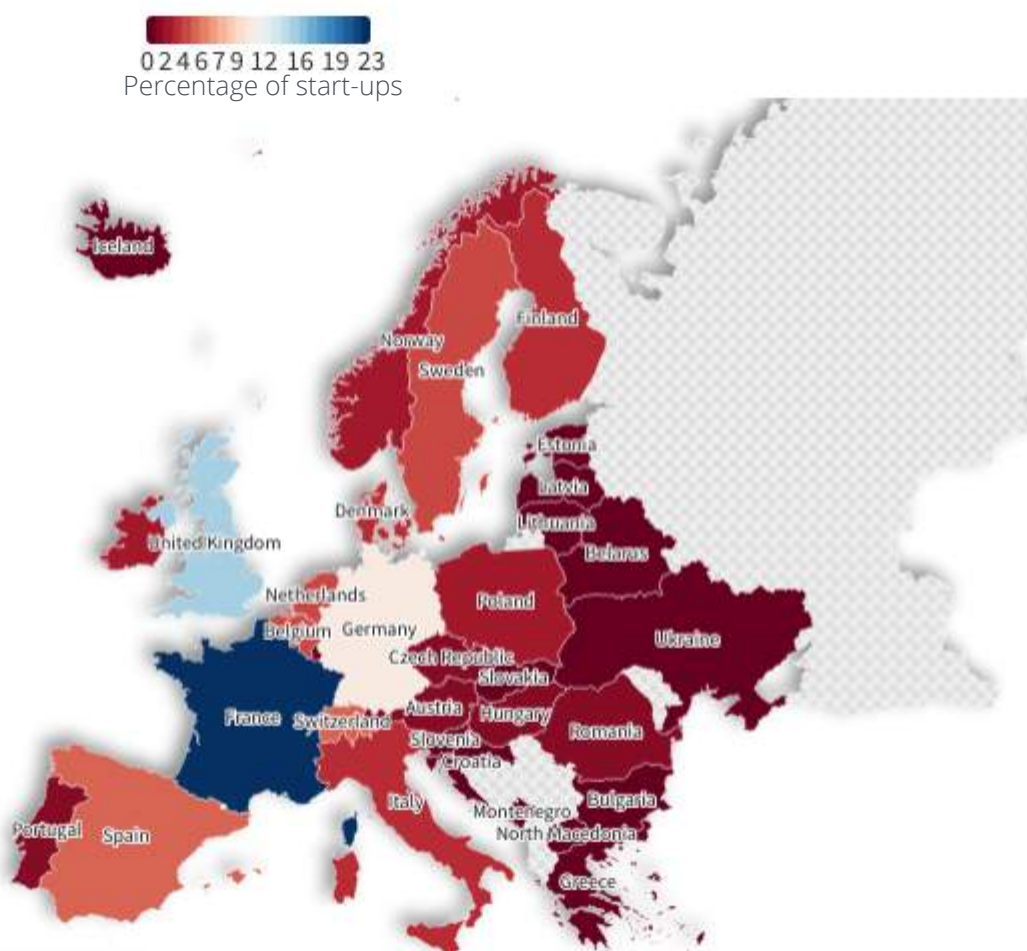 0 2 4 6 7 9 12 16 19 23
Percentage of start-ups
Iceland
Finland
Norway
Sweden
Estonia
Latvia
Denmark
Lithuania
United Kingdom
Belarus
Netherlands
Poland
Belgium
Germany
Ukraine
Czech Republic
Slovakia
Austria
Hungary
France
Switzerland
Romania
Slovenia
Croatia
Italy
Bulgaria
Montenegro
North Macedonia
Portugal
Spain
Greece